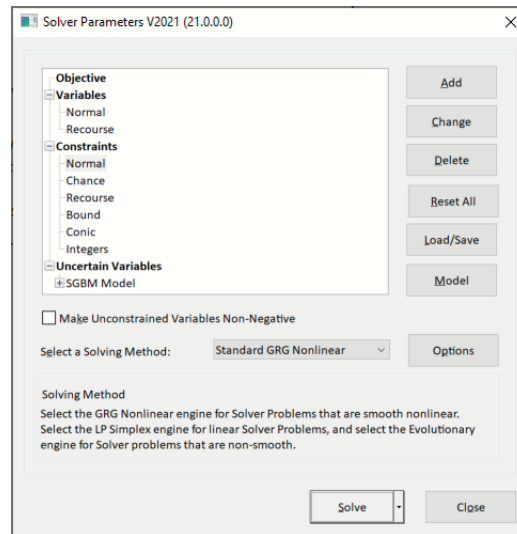 Solver Parameters V2021 (21.0.0.0)
Objective
Variables
Normal
Recourse
Constraints
Normal
Chance
Recourse
Bound
Conic
Integers
Uncertain Variables
SGBM Model
Add
Change
Delete
Reset All
Load/Save
Model
Make Unconstrained Variables Non-Negative
Select a Solving Method: Standard GRG Nonlinear Options
Solving Method
Select the GRG Nonlinear engine for Solver Problems that are smooth nonlinear.
Select the LP Simplex engine for linear Solver Problems, and select the Evolutionary
engine for Solver problems that are non-smooth.
Solve Close